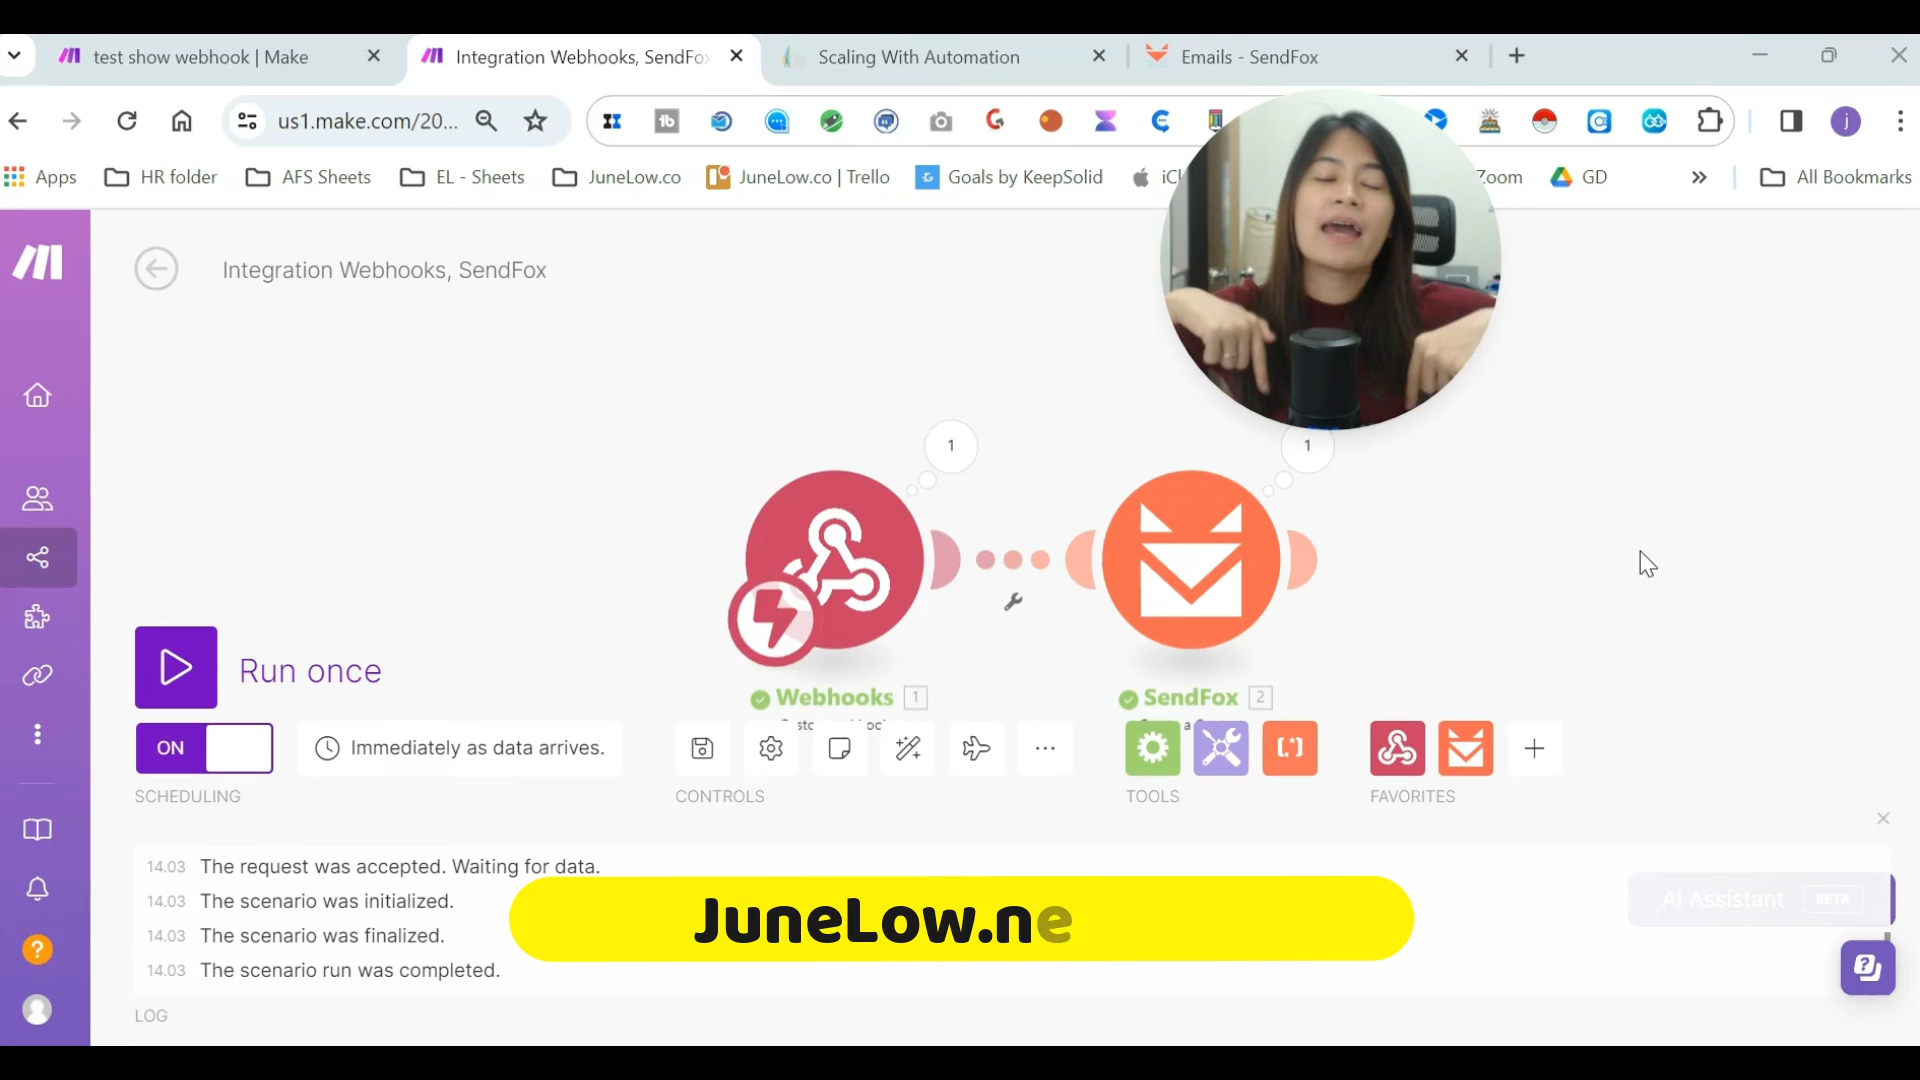 test show webhook | Make
Integration Webhooks, SendFo
Scaling With Automation
Emails - SendFox
us1.make.com/20...
Apps
HR folder
AFS Sheets
EL - Sheets
JuneLow.co
JuneLow.co | Trello
Goals by KeepSolid
Zoom
GD
All Bookmarks
Integration Webhooks, SendFox
1
1
Run once
Webhooks 1
SendFox 2
ON
Immediately as data arrives.
SCHEDULING
CONTROLS
TOOLS
FAVORITES
14.03 The request was accepted. Waiting for data.
14.03 The scenario was initialized.
14.03 The scenario was finalized.
14.03 The scenario run was completed.
JuneLow.ne
AI Assistant BETA
LOG